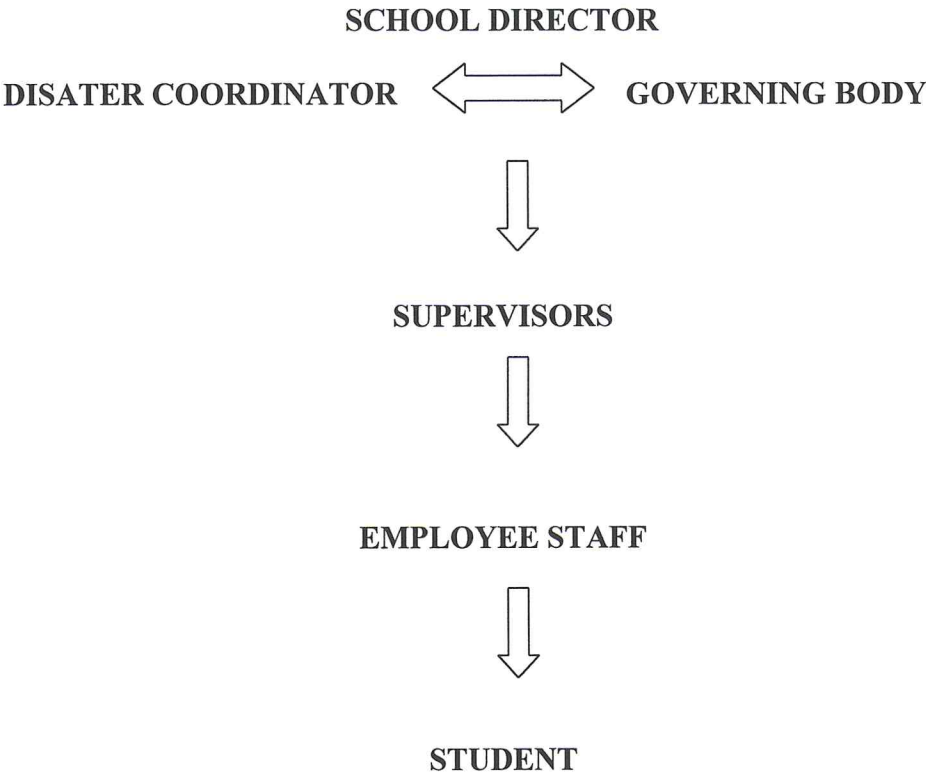 SCHOOL DIRECTOR
DISATER COORDINATOR GOVERNING BODY
SUPERVISORS
EMPLOYEE STAFF
STUDENT